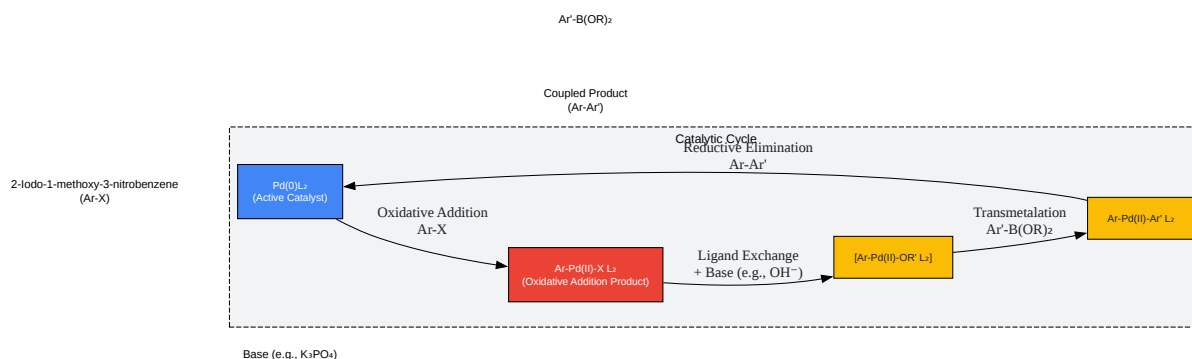 Ar'-B(OR)₂
Coupled Product
(Ar-Ar')
Catalytic Cycle
Reductive Elimination
Ar-Ar'
2-Iodo-1-methoxy-3-nitrobenzene
(Ar-X)
Pd(0)L₂
(Active Catalyst)
Oxidative Addition
Ar-X
Transmetalation
Ar'-B(OR)₂
Ar-Pd(II)-Ar' L₂
Ligand Exchange
+ Base (e.g., OH⁻)
[Ar-Pd(II)-OR' L₂]
Ar-Pd(II)-X L₂
(Oxidative Addition Product)
Base (e.g., K₃PO₄)